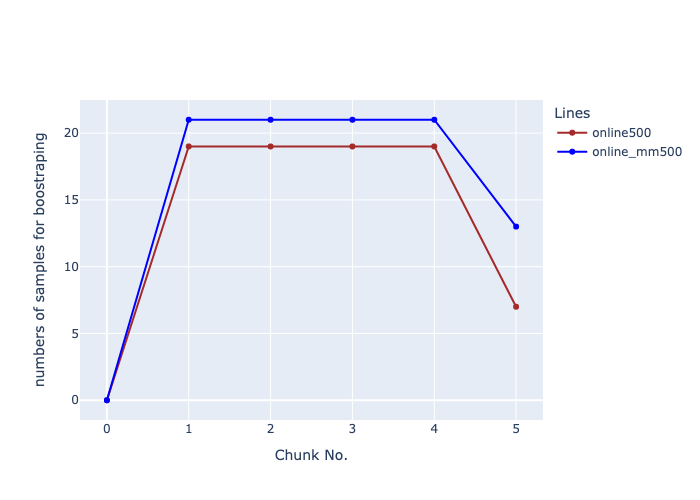 numbers of samples for boostraping
20
15
10
5
0
0 1 2 3 4 5
Chunk No.
Lines
online500
online_mm500